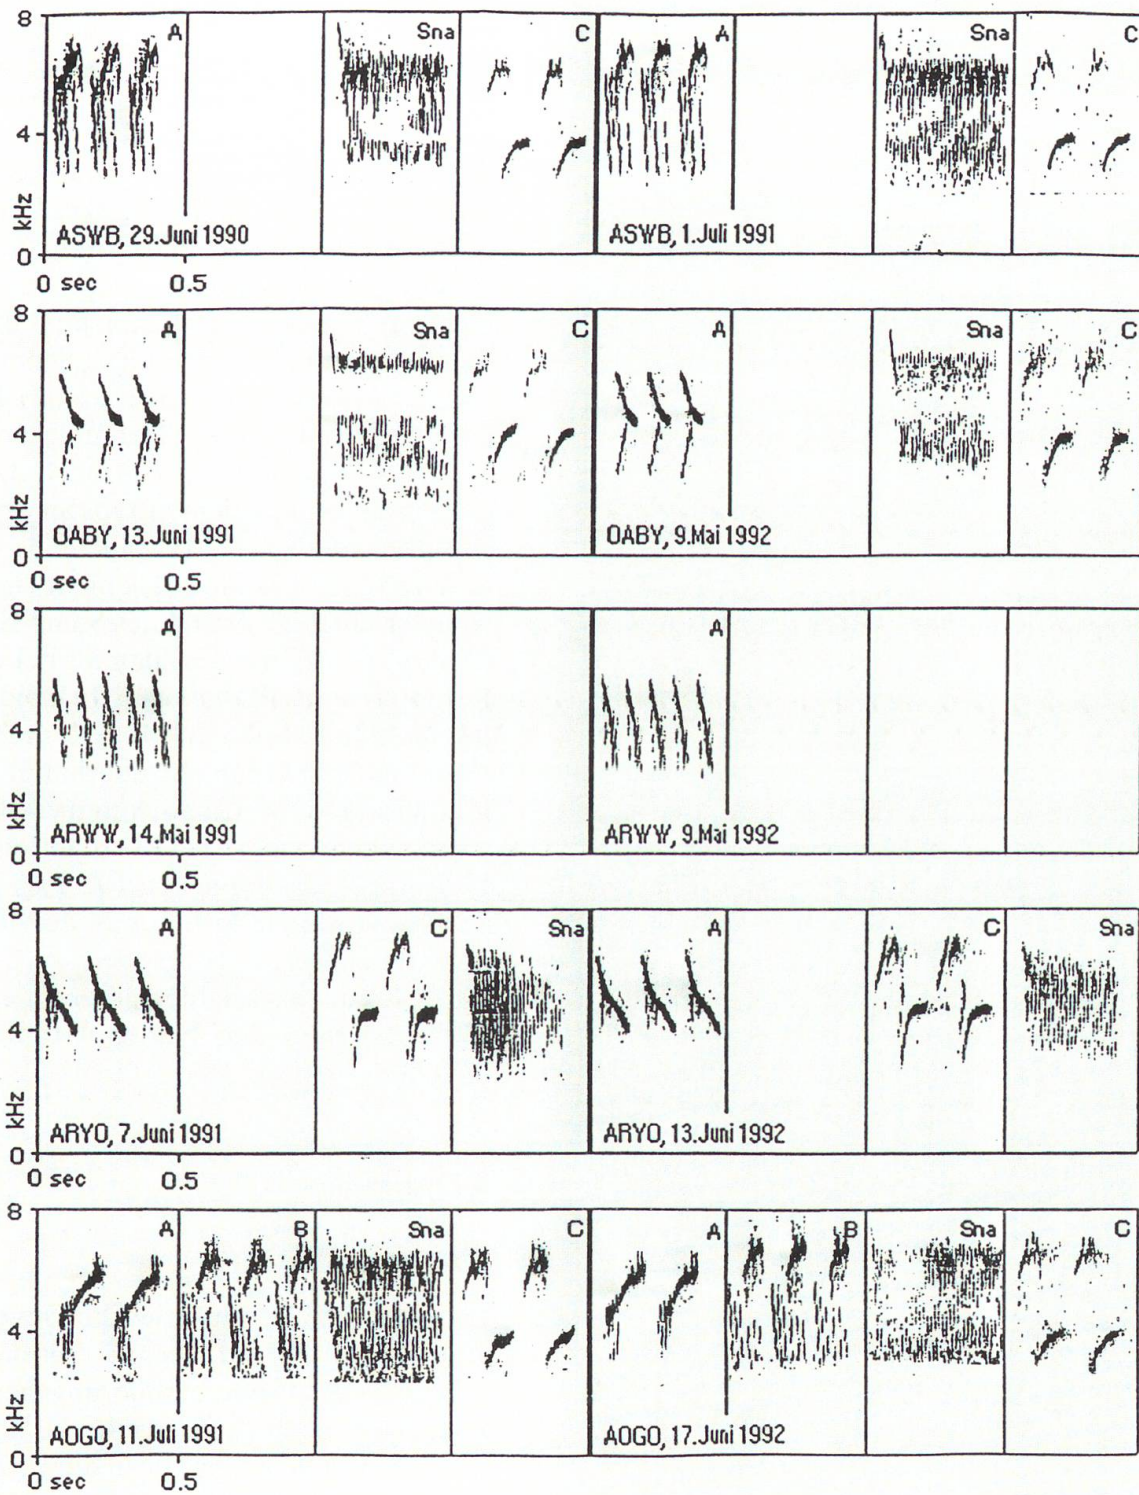 8
A
Sna
C
A
Sna
C
4
kHz
ASWB, 29.Juni 1990
ASWB, 1.Juli 1991
0
0 sec
0.5
8
A
Sna
C
A
Sna
C
4
kHz
OABY, 13.Juni 1991
OABY, 9.Mai 1992
0
0 sec
0.5
8
A
A
4
kHz
ARWW, 14.Mai 1991
ARWW, 9.Mai 1992
0
0 sec
0.5
8
A
C
Sna
A
C
Sna
4
kHz
ARYO, 7.Juni 1991
ARYO, 13.Juni 1992
0
0 sec
0.5
8
A
B
Sna
C
A
B
Sna
C
4
kHz
AOGO, 11.Juli 1991
AOGO, 17.Juni 1992
0
0 sec
0.5